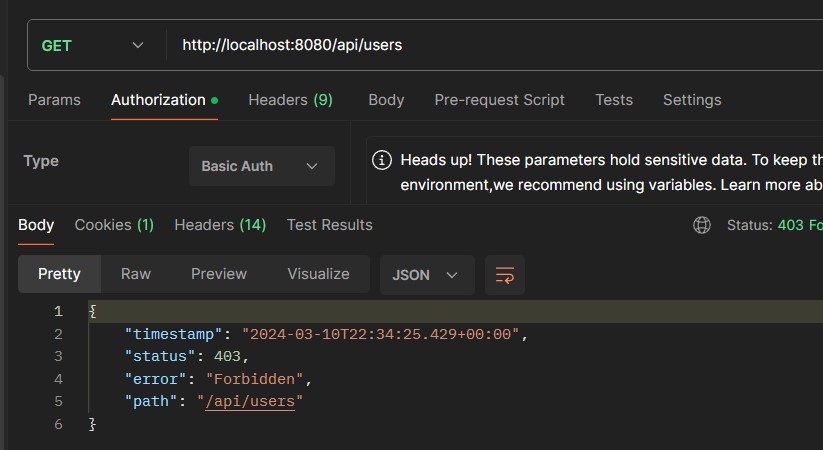 GET http://localhost:8080/api/users
Params Authorization Headers (9) Body Pre-request Script Tests Settings
Type Basic Auth
Heads up! These parameters hold sensitive data. To keep th
environment,we recommend using variables. Learn more ab
Body Cookies (1) Headers (14) Test Results Status: 403 Fo
Pretty Raw Preview Visualize JSON
1 {
2 "timestamp": "2024-03-10T22:34:25.429+00:00",
3 "status": 403,
4 "error": "Forbidden",
5 "path": "/api/users"
6 }